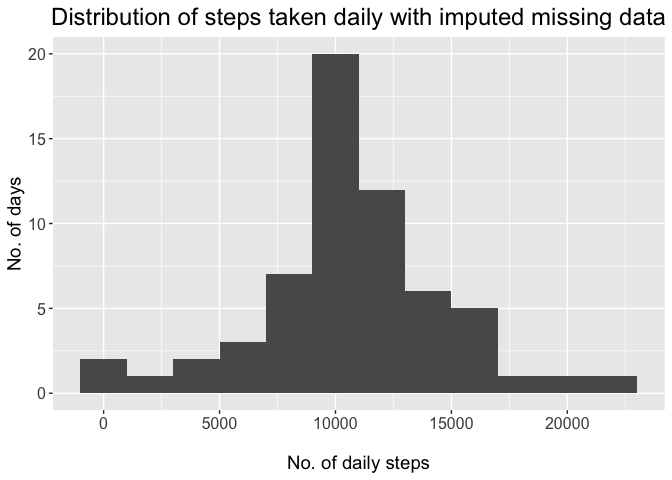 Distribution of steps taken daily with imputed missing data
20
15
10
5
0
No. of days
0 5000 10000 15000 20000
No. of daily steps